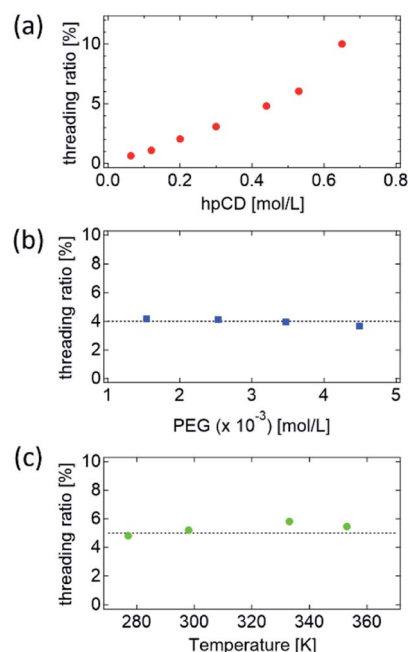 (a)
threading ratio [%]
10
5
0
0.0 0.2 0.4 0.6 0.8
hpCD [mol/L]
(b)
threading ratio [%]
10
8
6
4
2
0
1 2 3 4 5
PEG (x 10⁻³) [mol/L]
(c)
threading ratio [%]
10
8
6
4
2
0
280 300 320 340 360
Temperature [K]